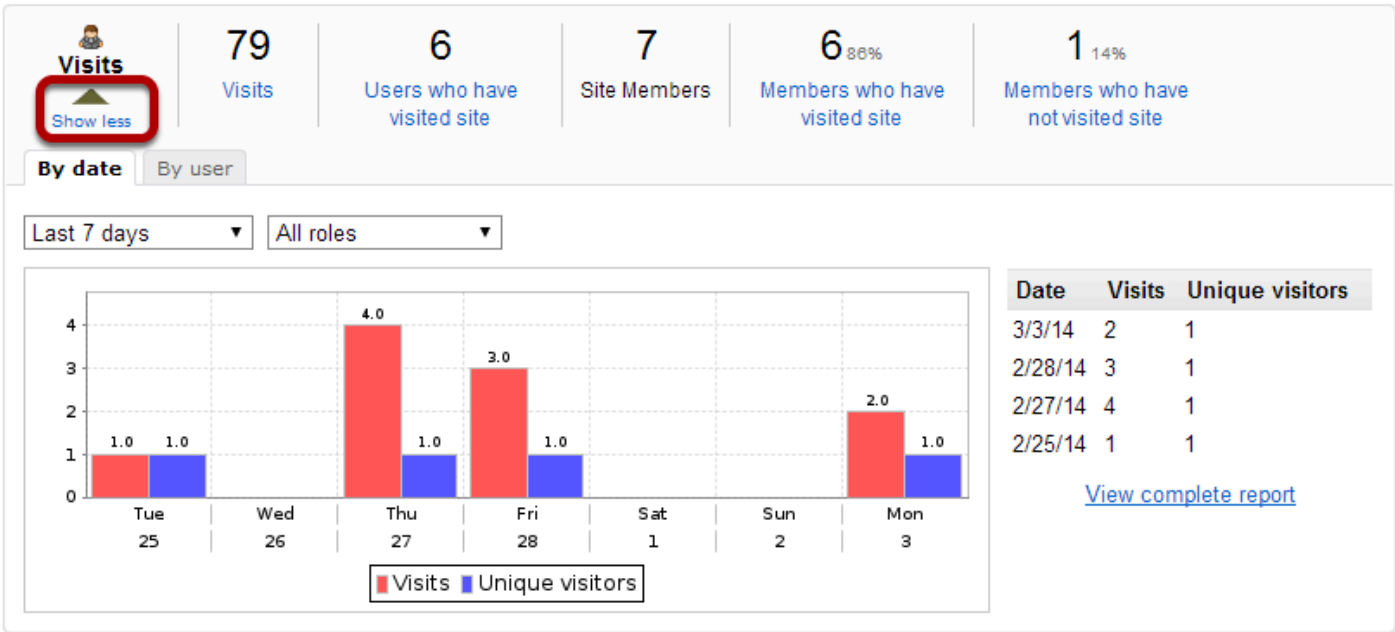 Visits
Show less
79
Visits
6
Users who have
visited site
7
Site Members
6 86%
Members who have
visited site
1 14%
Members who have
not visited site
By date By user
Last 7 days All roles
4
3
2
1
0
1.0 1.0 4.0 1.0 3.0 1.0 2.0 1.0
Tue Wed Thu Fri Sat Sun Mon
25 26 27 28 1 2 3
Visits Unique visitors
Date Visits Unique visitors
3/3/14 2 1
2/28/14 3 1
2/27/14 4 1
2/25/14 1 1
View complete report